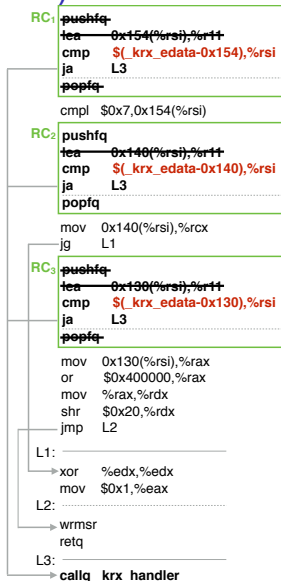 RC1 pushfq
lea 0x154(%rsi),%r11
cmp $(_krx_edata-0x154),%rsi
ja L3
popfq
cmpl $0x7,0x154(%rsi)
RC2 pushfq
lea 0x140(%rsi),%r11
cmp $(_krx_edata-0x140),%rsi
ja L3
popfq
mov 0x140(%rsi),%rcx
jg L1
RC3 pushfq
lea 0x130(%rsi),%r11
cmp $(_krx_edata-0x130),%rsi
ja L3
popfq
mov 0x130(%rsi),%rax
or $0x400000,%rax
mov %rax,%rdx
shr $0x20,%rdx
jmp L2
L1:
xor %edx,%edx
mov $0x1,%eax
L2:
wrmsr
retq
L3:
callq krx_handler